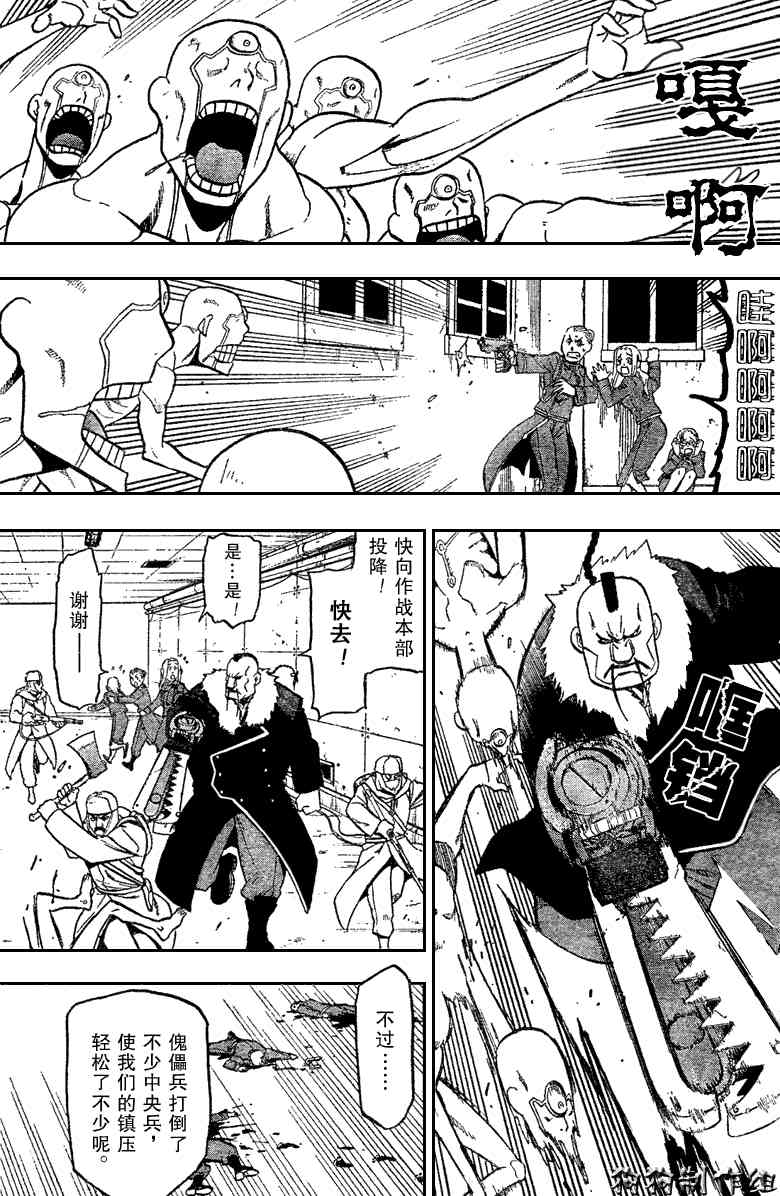 嘎
啊
哇啊啊啊啊
哐
铛
快向作战本部
投降！
快去！
是…是！
谢谢——
不过……
傀儡兵打倒了
不少中央兵，
使我们的镇压
轻松了不少呢。